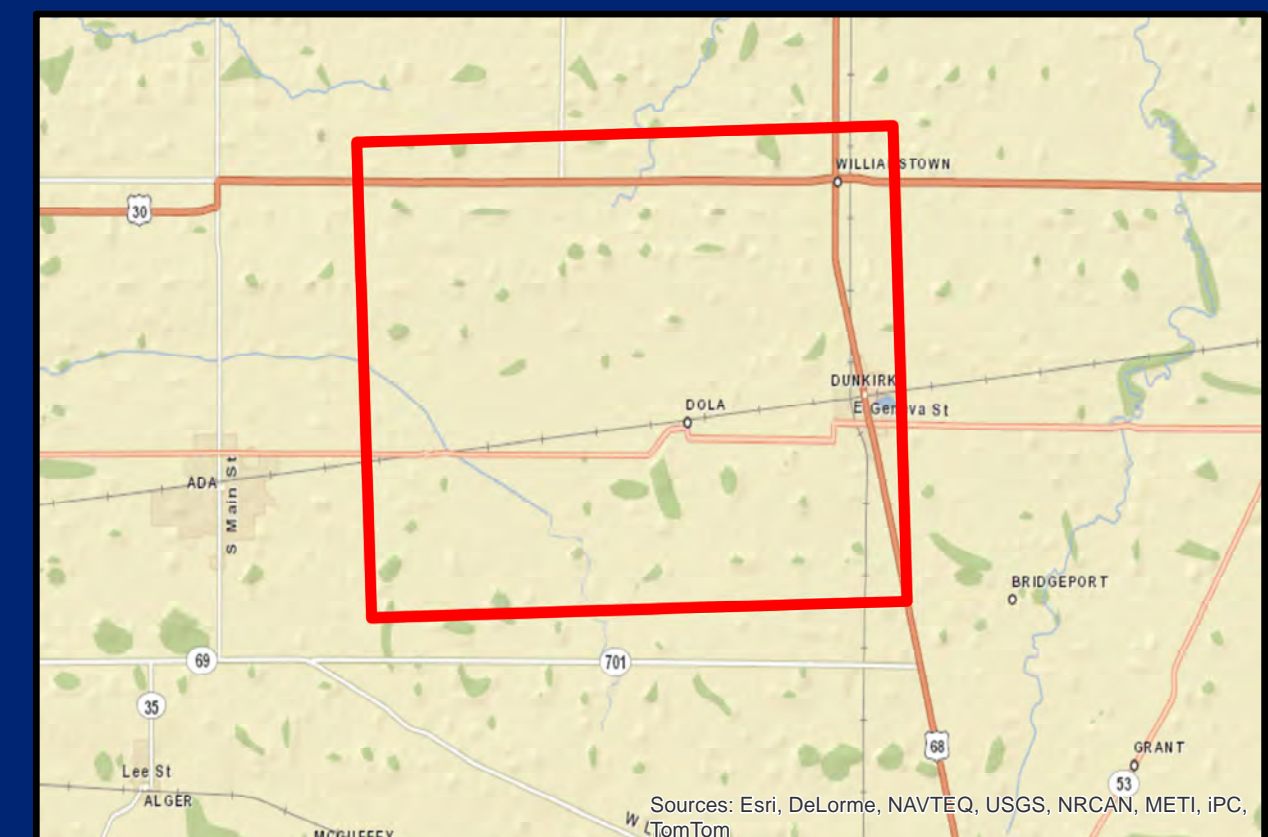 WILLIAMSTOWN
30
DUNKIRK
DOLA
E Geneva St
ADA
S Main St
BRIDGEPORT
69
701
35
68
GRANT
53
Lee St
ALGER
MCGUFFEY
W L
Sources: Esri, DeLorme, NAVTEQ, USGS, NRCAN, METI, iPC,
TomTom